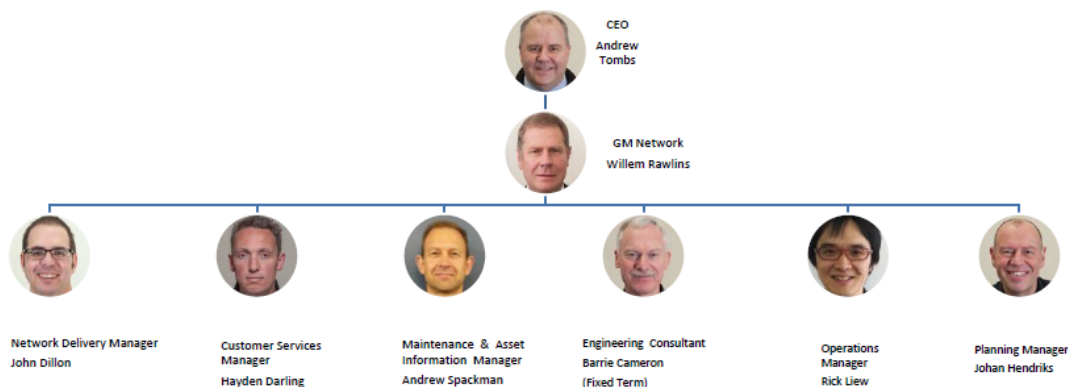 CEO
Andrew
Tombs
GM Network
Willem Rawlins
Network Delivery Manager
John Dillon
Customer Services
Manager
Hayden Darling
Maintenance & Asset
Information Manager
Andrew Spackman
Engineering Consultant
Barrie Cameron
(Fixed Term)
Operations
Manager
Rick Liew
Planning Manager
Johan Hendriks